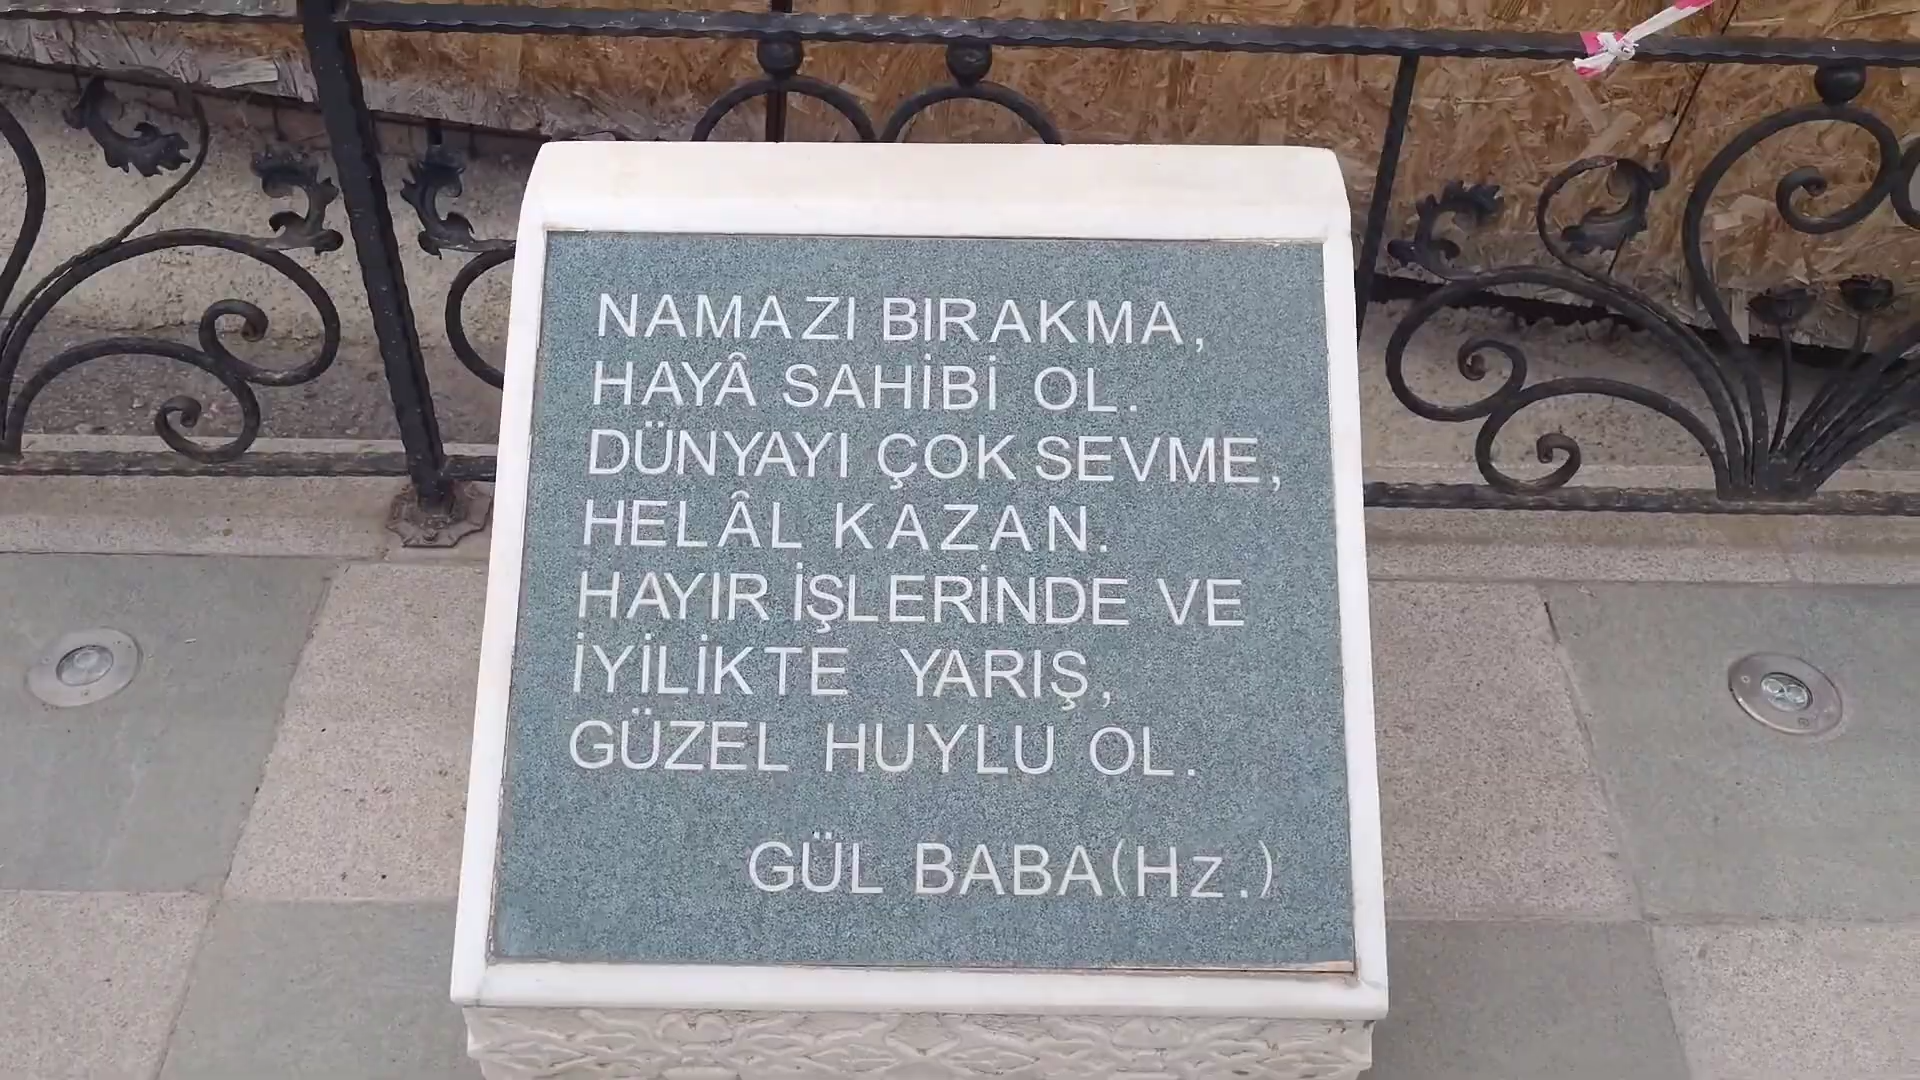 NAMAZI BIRAKMA,
HAYÂ SAHİBİ OL.
DÜNYAYI ÇOK SEVME,
HELÂL KAZAN.
HAYIR İŞLERİNDE VE
İYİLİKTE YARIŞ,
GÜZEL HUYLU OL.
GÜL BABA(Hz.)